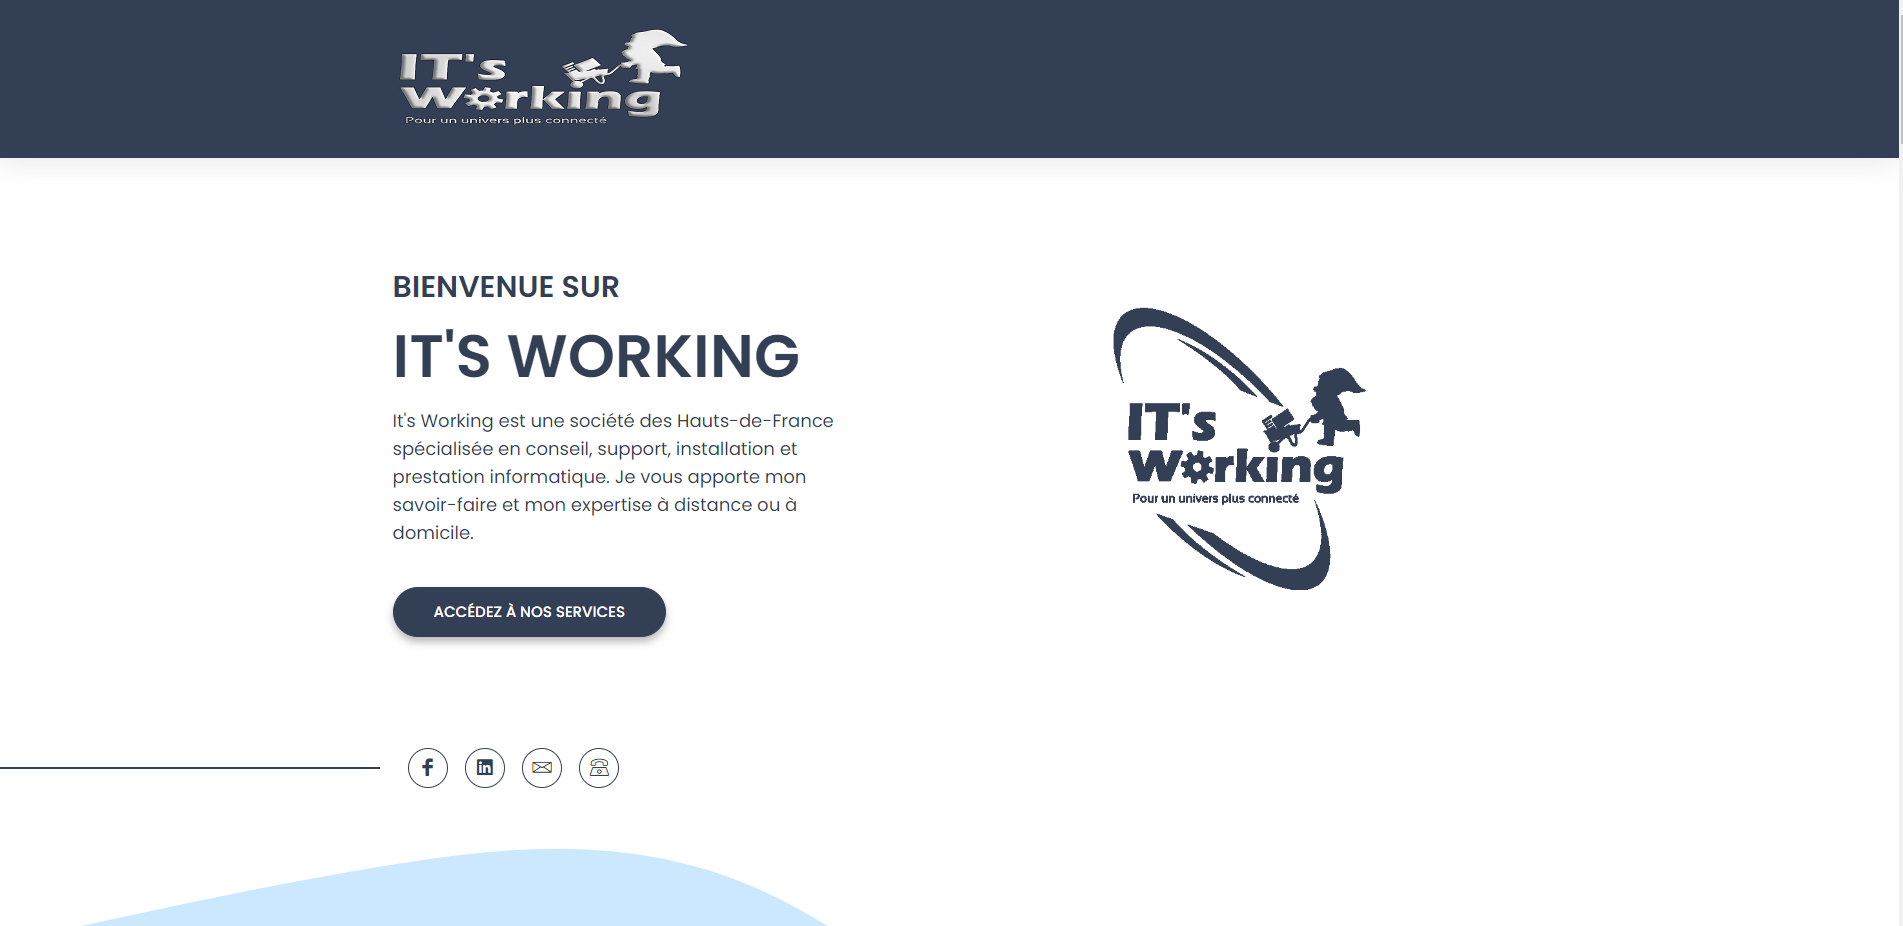 IT's
Working
Pour un univers plus connecté
BIENVENUE SUR
IT'S WORKING
It's Working est une société des Hauts-de-France
spécialisée en conseil, support, installation et
prestation informatique. Je vous apporte mon
savoir-faire et mon expertise à distance ou à
domicile.
ACCÉDEZ À NOS SERVICES
IT's
Working
Pour un univers plus connecté
f
in